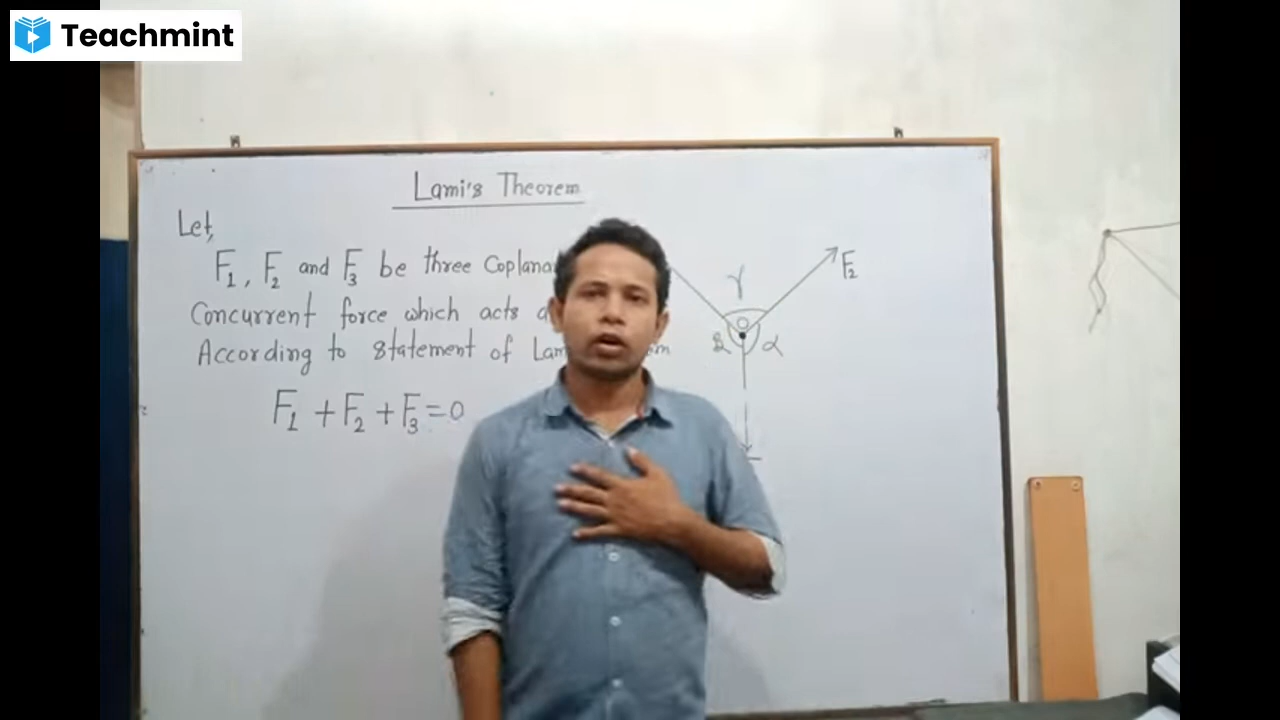 Teachmint
Lami's Theorem
Let,
F1, F2 and F3 be three Coplana
Concurrent force which acts a
According to statement of Lam
F1 + F2 + F3 = 0
γ
F2
α